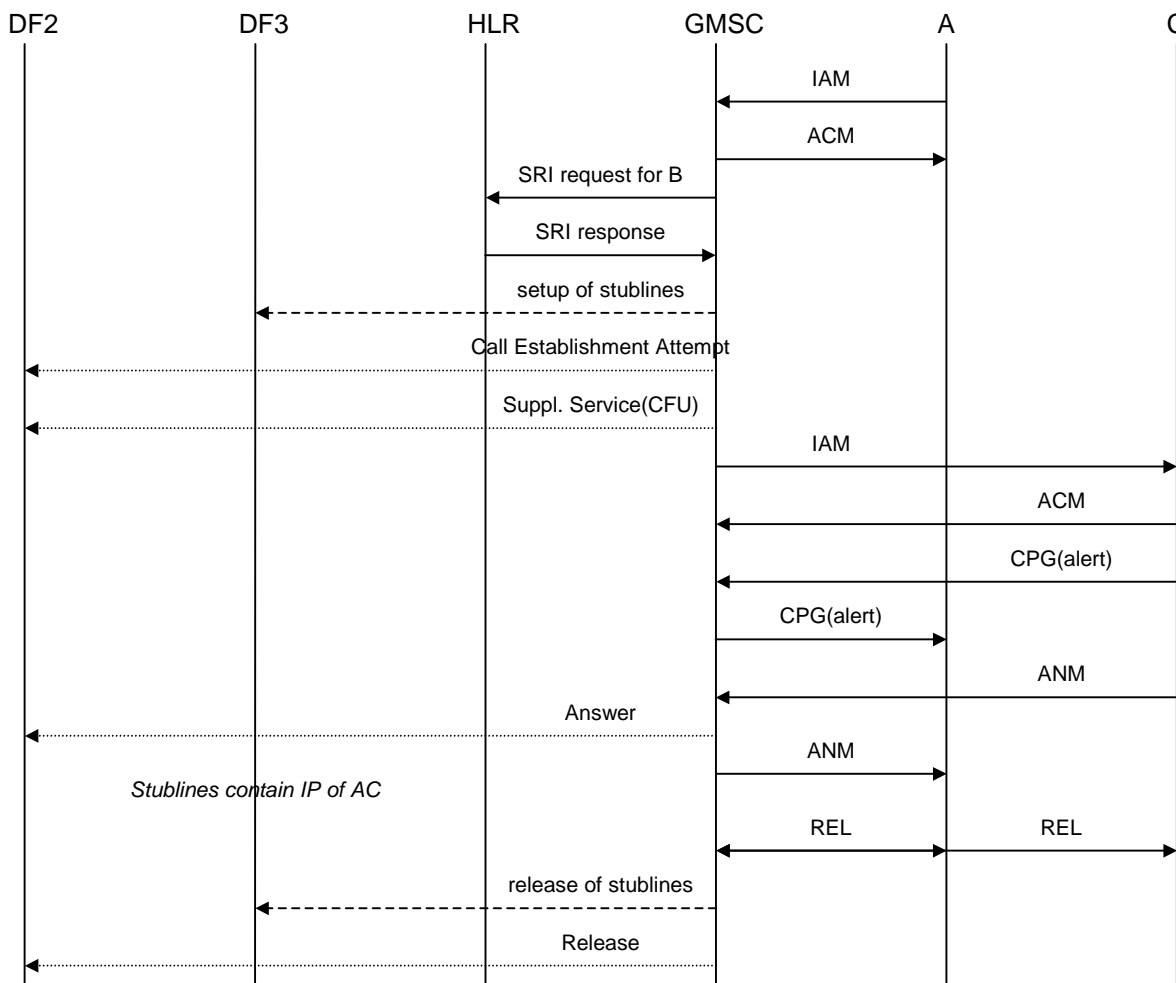 DF2 DF3 HLR GMSC A C
IAM
ACM
SRI request for B
SRI response
setup of stublines
Call Establishment Attempt
Suppl. Service(CFU)
IAM
ACM
CPG(alert)
CPG(alert)
ANM
Answer
ANM
Stublines contain IP of AC
REL REL
release of stublines
Release